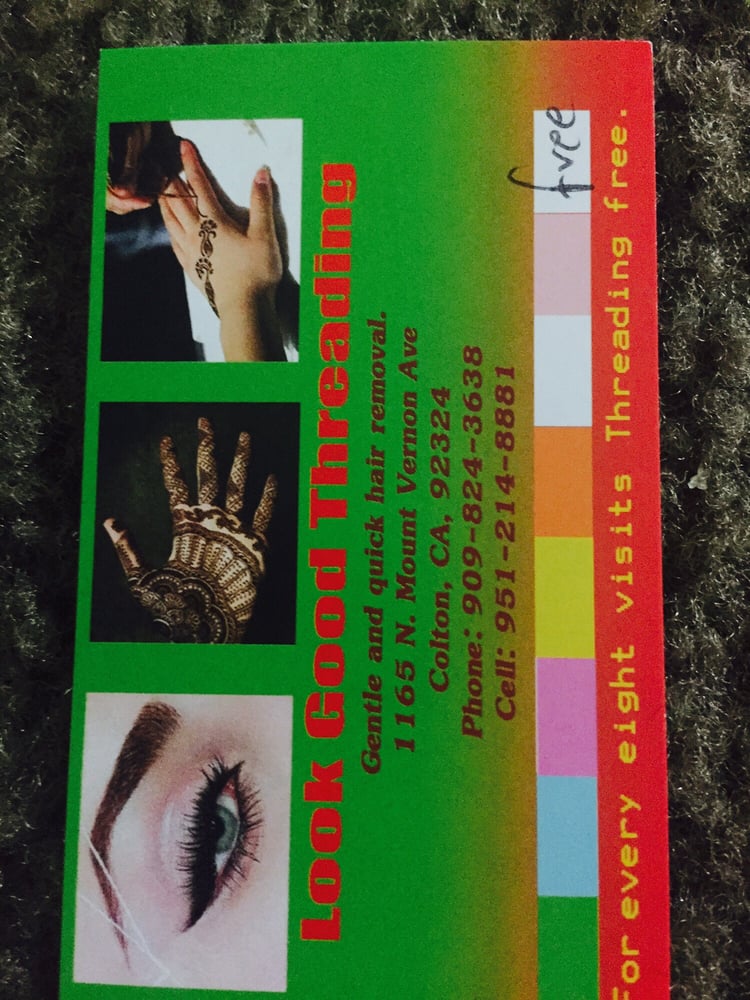 Look Good Threading
Gentle and quick hair removal.
1165 N. Mount Vernon Ave
Colton, CA, 92324
Phone: 909-824-3638
Cell: 951-214-8881
free
For every eight visits Threading free.